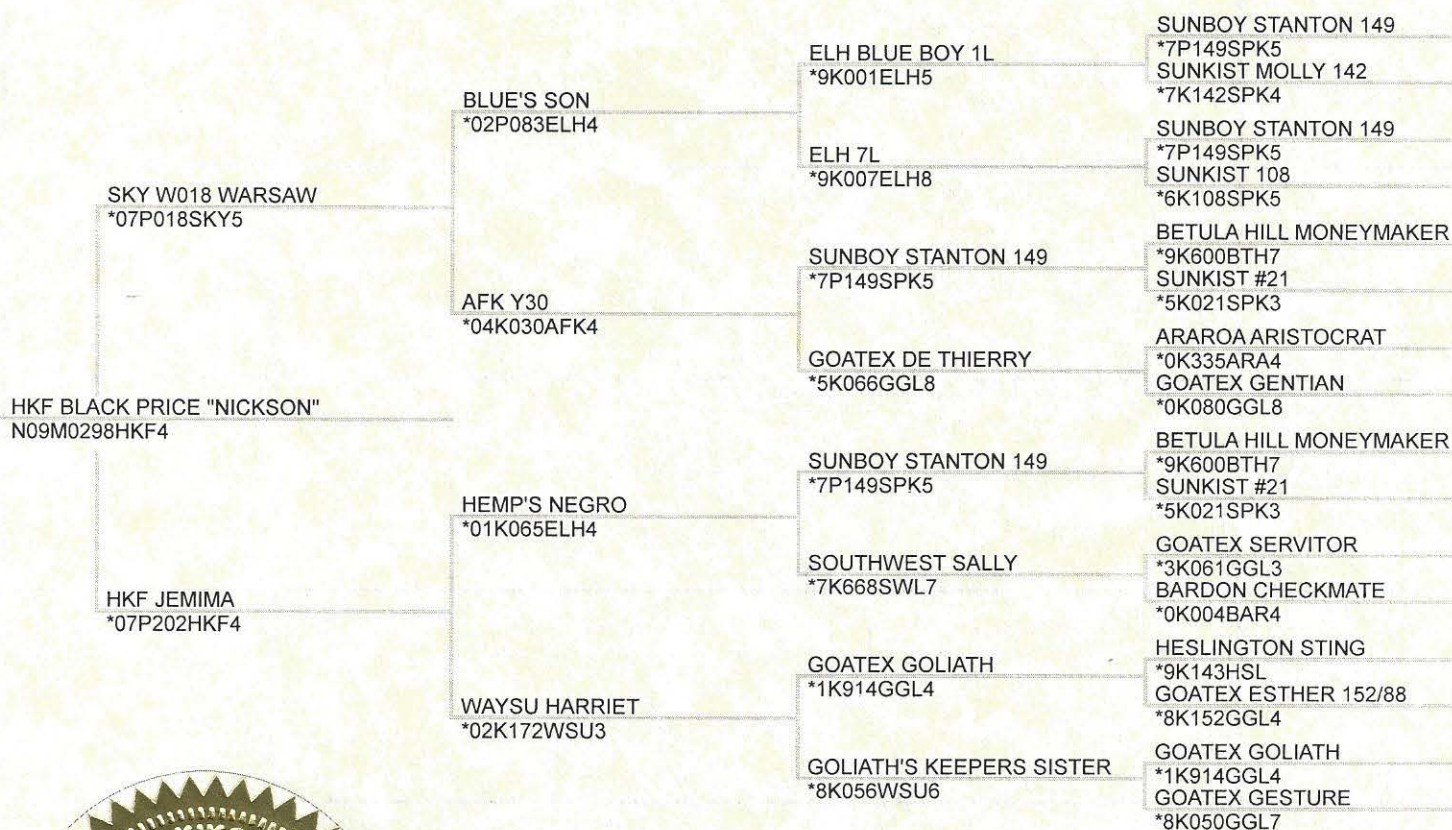 HKF BLACK PRICE "NICKSON"
N09M0298HKF4
SKY W018 WARSAW
*07P018SKY5
HKF JEMIMA
*07P202HKF4
BLUE'S SON
*02P083ELH4
AFK Y30
*04K030AFK4
HEMP'S NEGRO
*01K065ELH4
WAYSU HARRIET
*02K172WSU3
ELH BLUE BOY 1L
*9K001ELH5
ELH 7L
*9K007ELH8
SUNBOY STANTON 149
*7P149SPK5
GOATEX DE THIERRY
*5K066GGL8
SUNBOY STANTON 149
*7P149SPK5
SOUTHWEST SALLY
*7K668SWL7
GOATEX GOLIATH
*1K914GGL4
GOLIATH'S KEEPERS SISTER
*8K056WSU6
SUNBOY STANTON 149
*7P149SPK5
SUNKIST MOLLY 142
*7K142SPK4
SUNBOY STANTON 149
*7P149SPK5
SUNKIST 108
*6K108SPK5
BETULA HILL MONEYMAKER
*9K600BTH7
SUNKIST #21
*5K021SPK3
ARAROA ARISTOCRAT
*0K335ARA4
GOATEX GENTIAN
*0K080GGL8
BETULA HILL MONEYMAKER
*9K600BTH7
SUNKIST #21
*5K021SPK3
GOATEX SERVITOR
*3K061GGL3
BARDON CHECKMATE
*0K004BAR4
HESLINGTON STING
*9K143HSL
GOATEX ESTHER 152/88
*8K152GGL4
GOATEX GOLIATH
*1K914GGL4
GOATEX GESTURE
*8K050GGL7